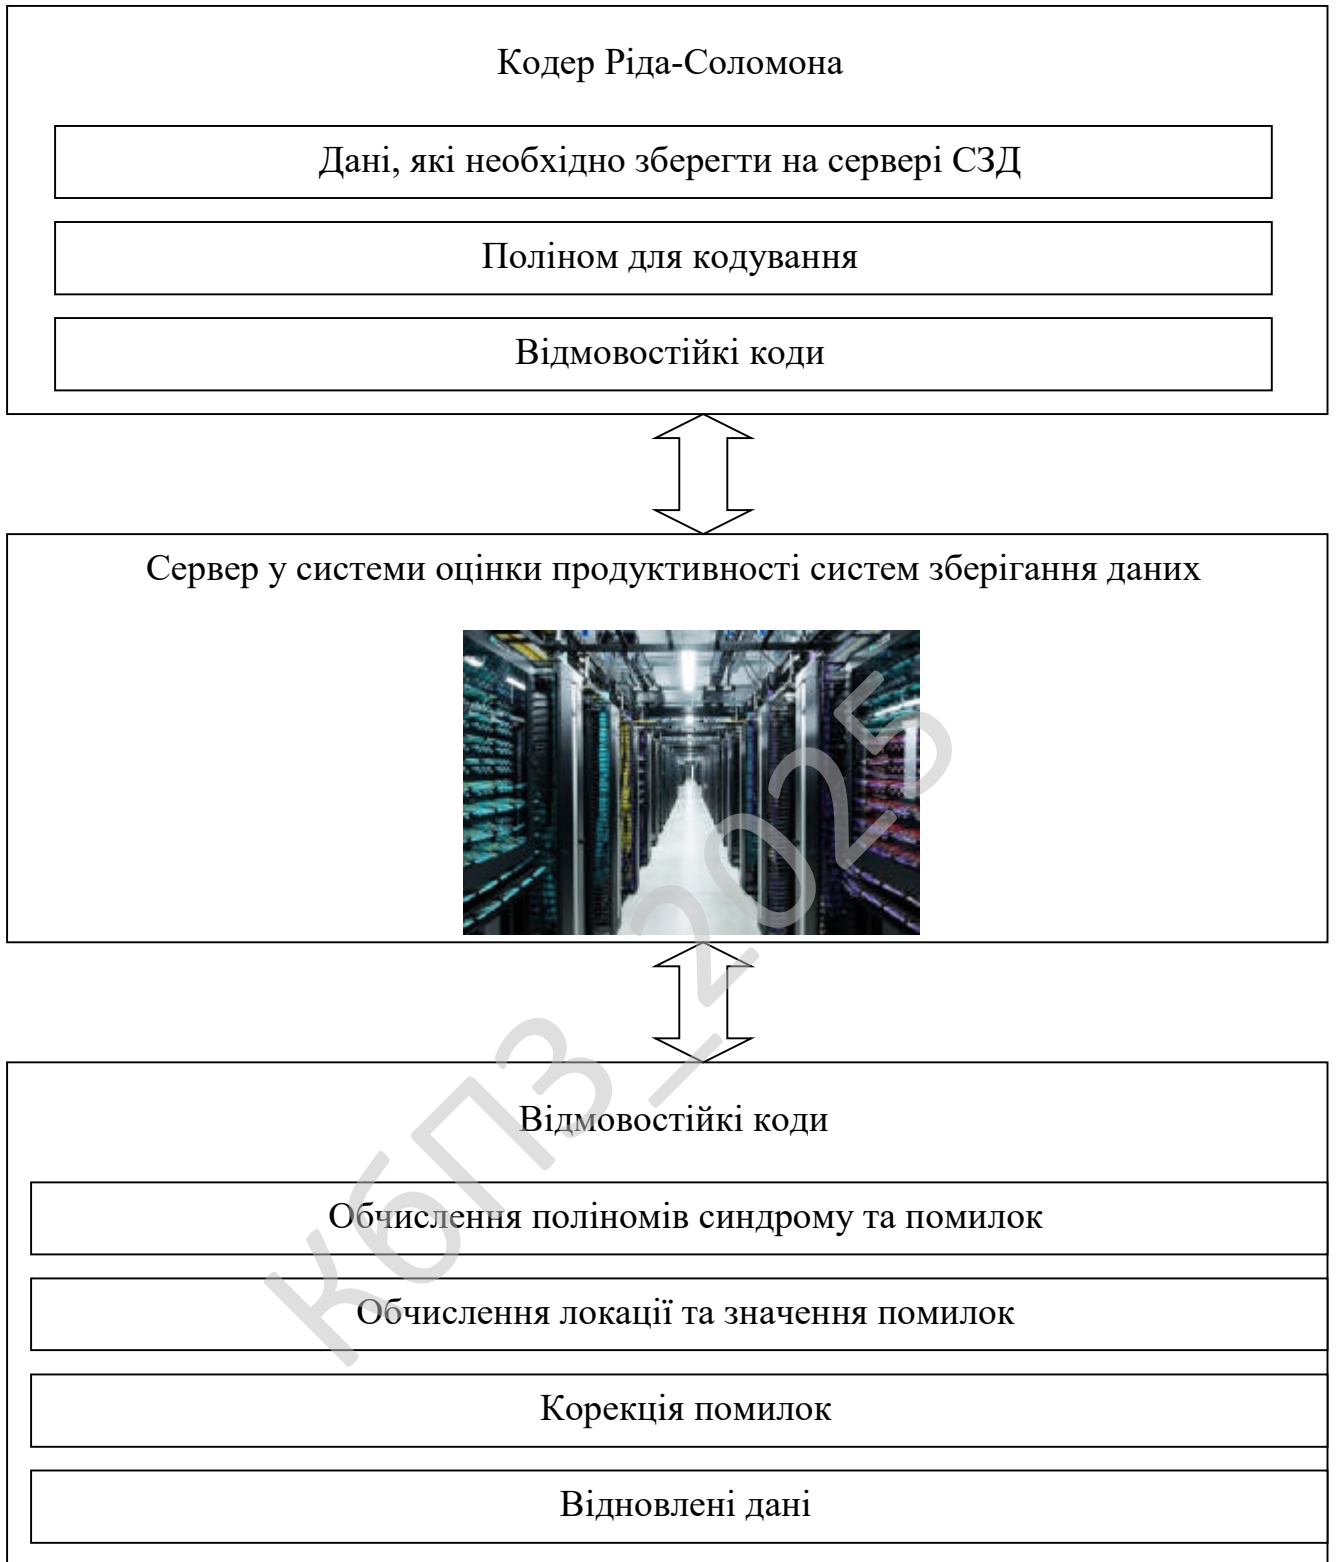 Кодер Ріда-Соломона
Дані, які необхідно зберегти на сервері СЗД
Поліном для кодування
Відмовостійкі коди
Сервер у системи оцінки продуктивності систем зберігання даних
Відмовостійкі коди
Обчислення поліномів синдрому та помилок
Обчислення локації та значення помилок
Корекція помилок
Відновлені дані
КбПЗ_2025